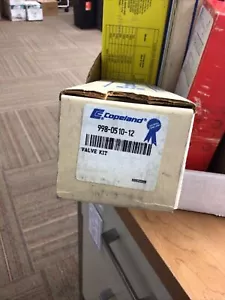 Copeland
998-0510-12
VALVE KIT